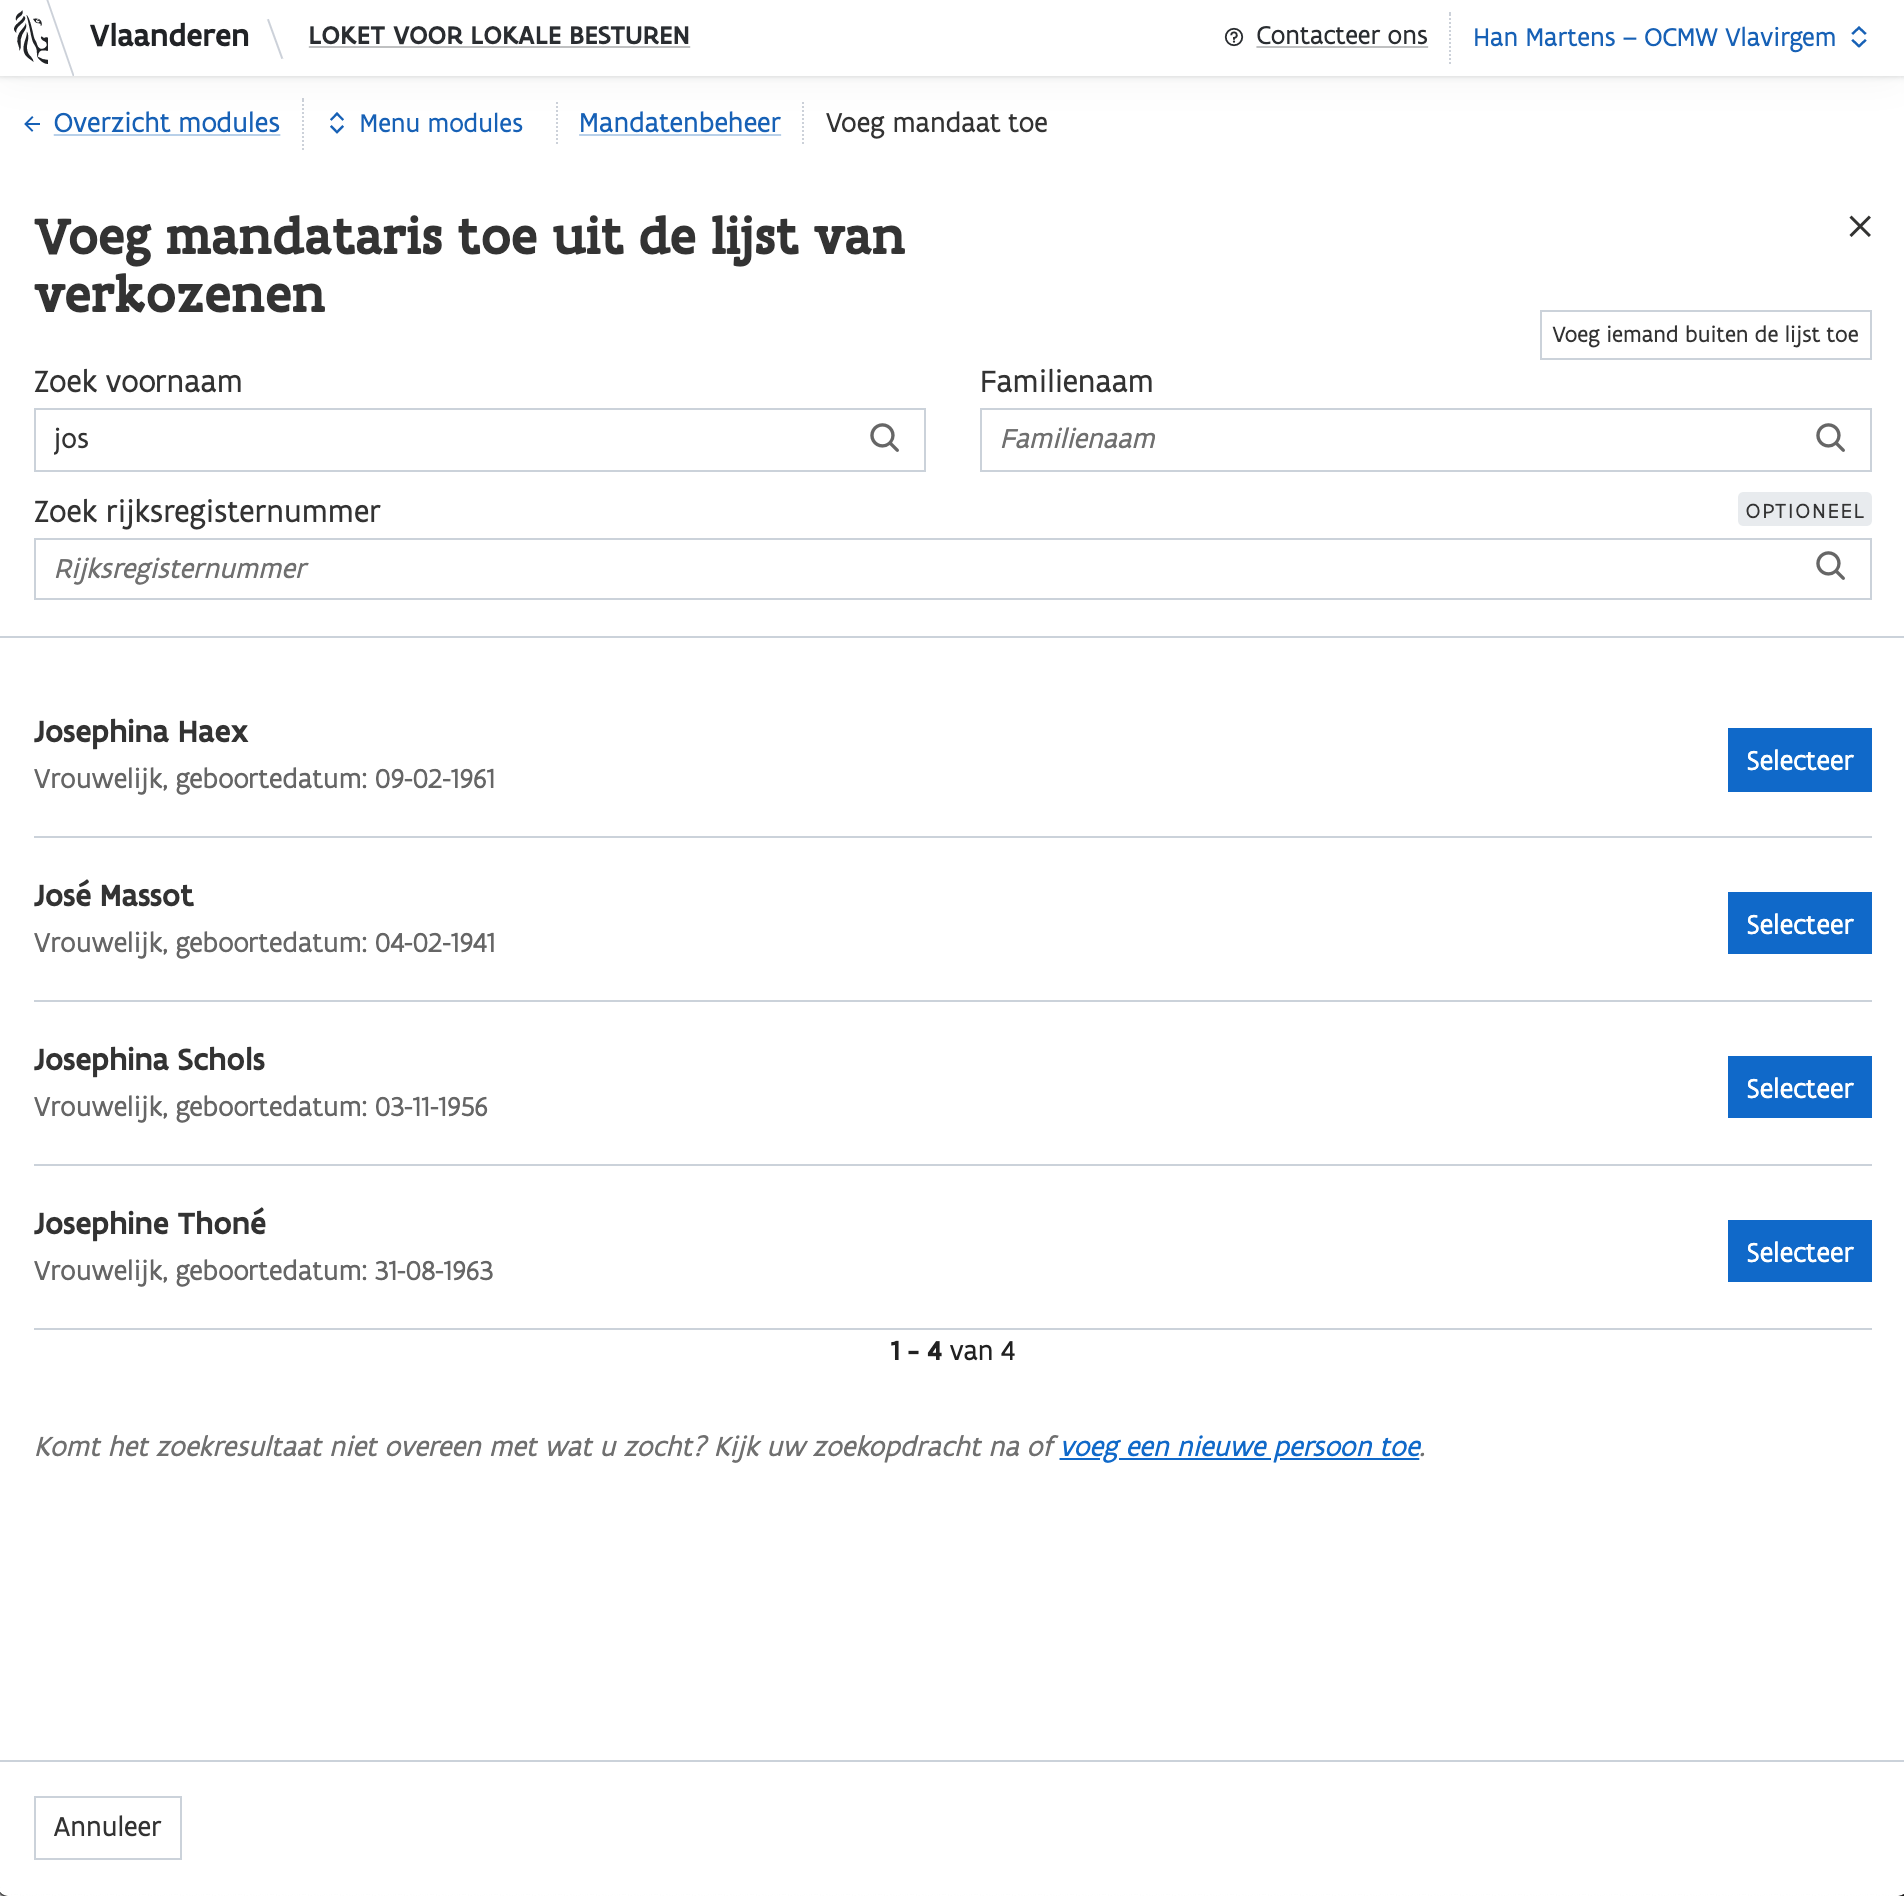 Vlaanderen LOKET VOOR LOKALE BESTUREN Contacteer ons Han Martens – OCMW Vlavirgem
Overzicht modules Menu modules Mandatenbeheer Voeg mandaat toe
Voeg mandataris toe uit de lijst van
verkozenen
Voeg iemand buiten de lijst toe
Zoek voornaam Familienaam
jos Familienaam
Zoek rijksregisternummer OPTIONEEL
Rijksregisternummer
Josephina Haex
Vrouwelijk, geboortedatum: 09-02-1961
Selecteer
José Massot
Vrouwelijk, geboortedatum: 04-02-1941
Selecteer
Josephina Schols
Vrouwelijk, geboortedatum: 03-11-1956
Selecteer
Josephine Thoné
Vrouwelijk, geboortedatum: 31-08-1963
Selecteer
1 - 4 van 4
Komt het zoekresultaat niet overeen met wat u zocht? Kijk uw zoekopdracht na of voeg een nieuwe persoon toe.
Annuleer